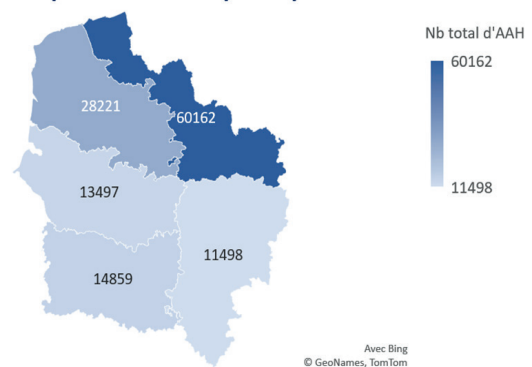 Nb total d'AAH
60162
11498
28221
60162
13497
11498
14859
Avec Bing
© GeoNames, TomTom